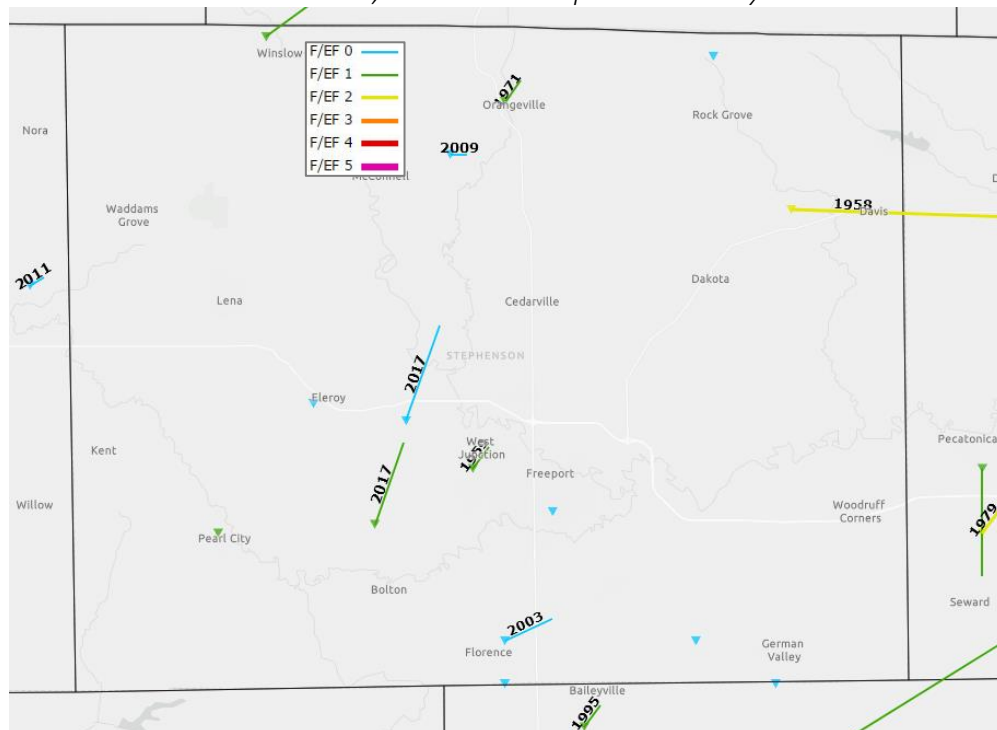 Winslow
F/EF 0
F/EF 1
F/EF 2
F/EF 3
F/EF 4
F/EF 5
1971
Orangeville
Rock Grove
Nora
2009
McConnell
Waddams
Grove
1958
Davis
2011
Lena
Cedarville
Dakota
STEPHENSON
2017
Eleroy
West
Junction
Kent
Pecatonica
2017
Freeport
Willow
Woodruff
Corners
1979
Pearl City
Bolton
Seward
2003
Florence
German
Valley
Baileyville
1995